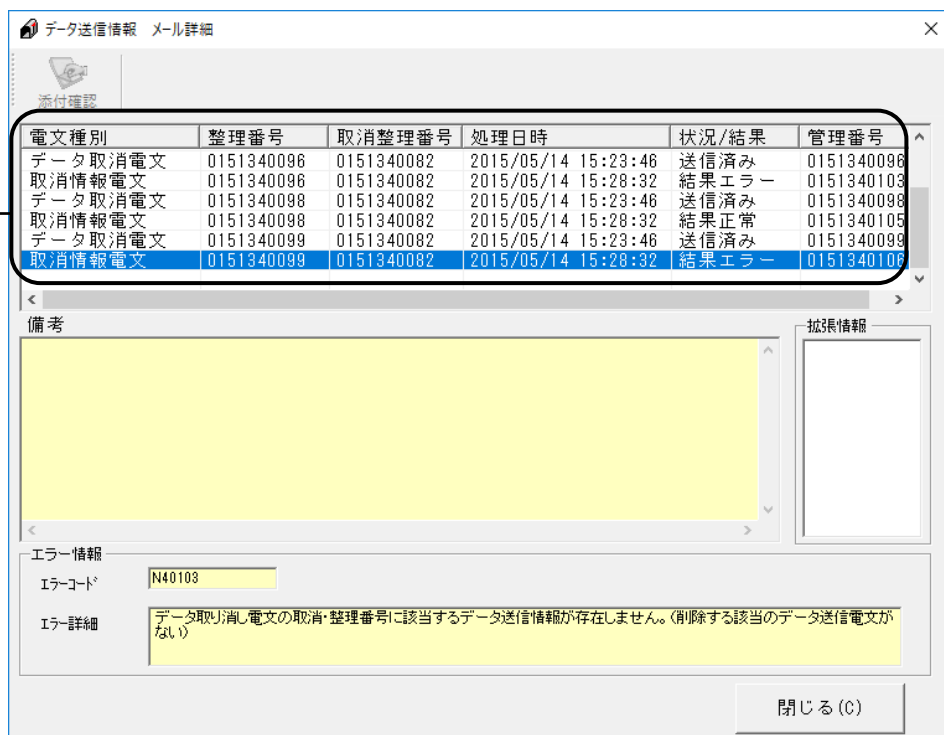 データ送信情報　メール詳細
添付確認
電文種別 整理番号 取消整理番号 処理日時 状況/結果 管理番号
データ取消電文 0151340096 0151340082 2015/05/14 15:23:46 送信済み 0151340096
取消情報電文 0151340096 0151340082 2015/05/14 15:28:32 結果エラー 0151340103
データ取消電文 0151340098 0151340082 2015/05/14 15:23:46 送信済み 0151340098
取消情報電文 0151340098 0151340082 2015/05/14 15:28:32 結果正常 0151340105
データ取消電文 0151340099 0151340082 2015/05/14 15:23:46 送信済み 0151340099
取消情報電文 0151340099 0151340082 2015/05/14 15:28:32 結果エラー 0151340106
備考
拡張情報
エラー情報
エラーコード N40103
エラー詳細 データ取り消し電文の取消・整理番号に該当するデータ送信情報が存在しません。(削除する該当のデータ送信電文が
ない)
閉じる(C)